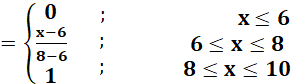 0 ; x ≤ 6
= { x−6/8−6 ; 6 ≤ x ≤ 8
1 ; 8 ≤ x ≤ 10